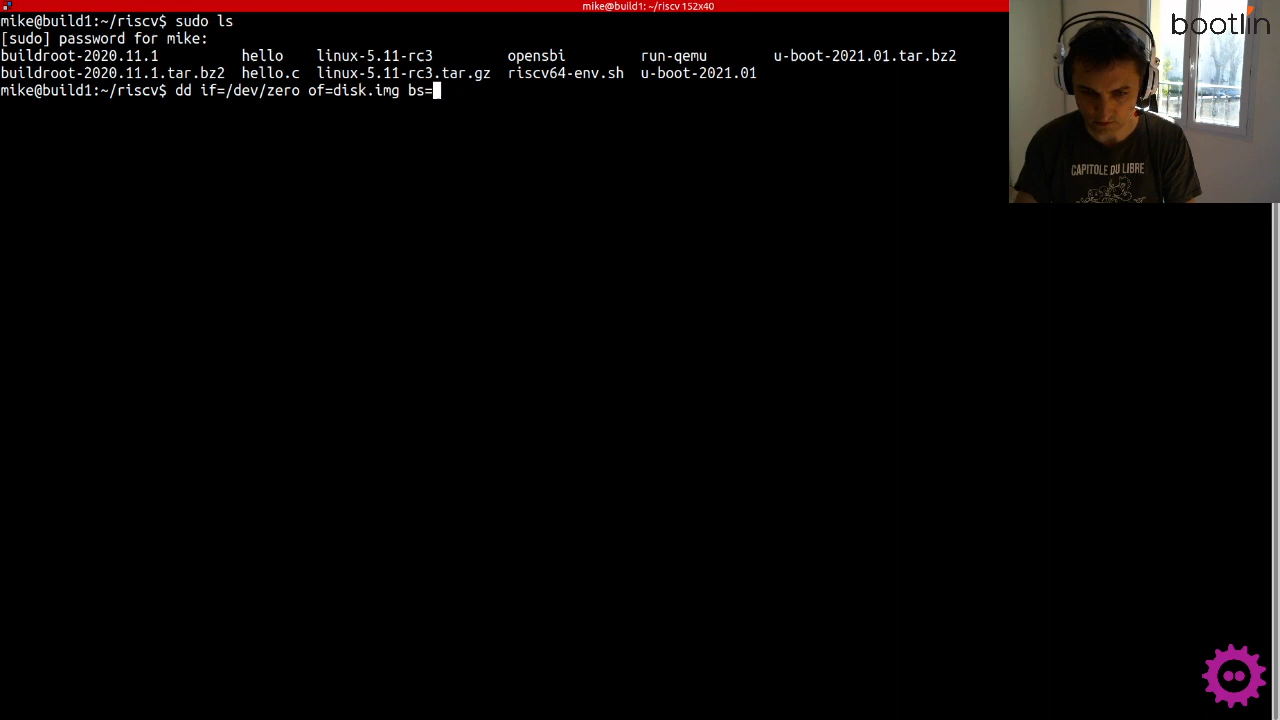 mike@build1: ~/riscv 152x40
bootlin
mike@build1:~/riscv$ sudo ls
[sudo] password for mike:
buildroot-2020.11.1 hello linux-5.11-rc3 opensbi run-qemu u-boot-2021.01.tar.bz2
buildroot-2020.11.1.tar.bz2 hello.c linux-5.11-rc3.tar.gz riscv64-env.sh u-boot-2021.01
mike@build1:~/riscv$ dd if=/dev/zero of=disk.img bs=
CAPITOLE DU LIBRE